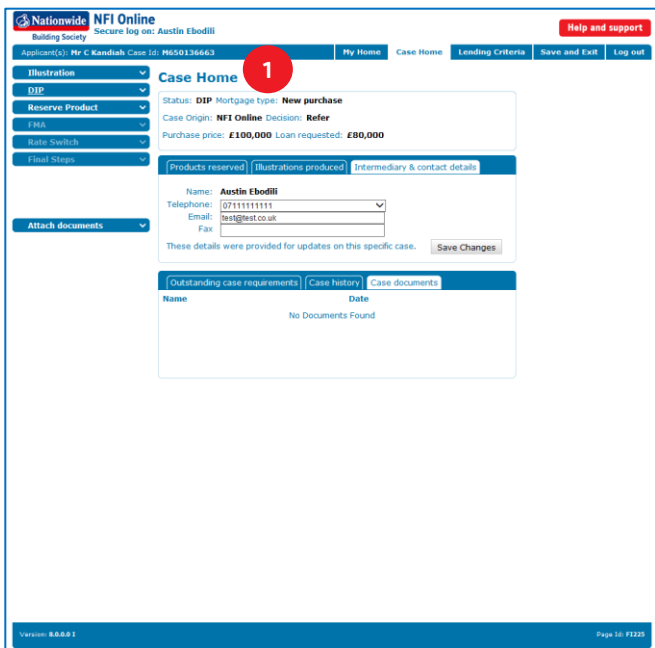 Nationwide
Building Society
NFI Online
Secure log on: Austin Ebodili
Help and support
Applicant(s): Mr C Kandiah Case Id: M650136663
My Home
Case Home
Lending Criteria
Save and Exit
Log out
Illustration
DIP
Reserve Product
FMA
Rate Switch
Final Steps
Attach documents
Case Home
1
Status: DIP Mortgage type: New purchase
Case Origin: NFI Online Decision: Refer
Purchase price: £100,000 Loan requested: £80,000
Products reserved
Illustrations produced
Intermediary & contact details
Name: Austin Ebodili
Telephone: 07111111111
Email: test@test.co.uk
Fax
These details were provided for updates on this specific case.
Save Changes
Outstanding case requirements
Case history
Case documents
Name Date
No Documents Found
Version: 8.0.0.0 I
Page Id: FI225